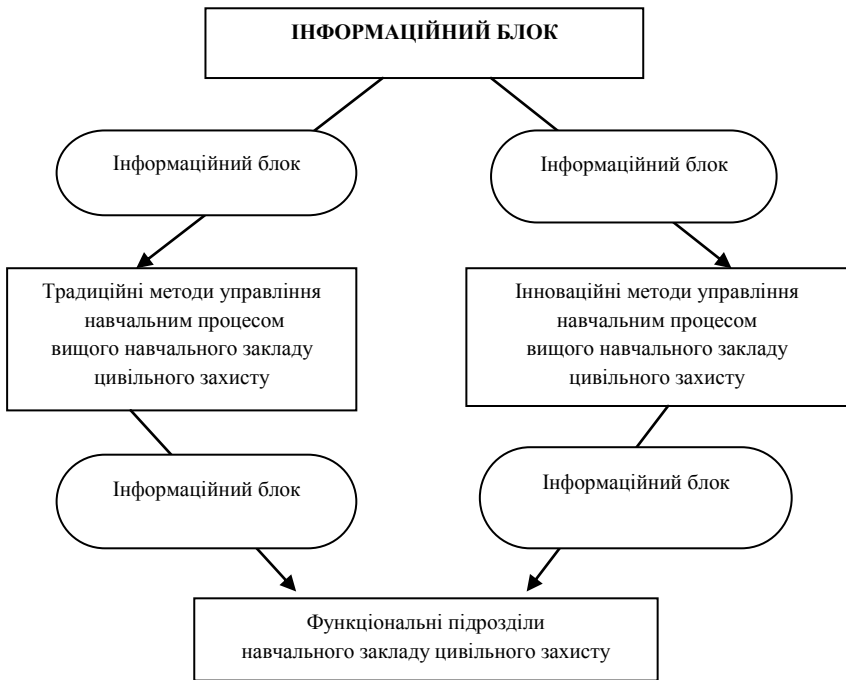 ІНФОРМАЦІЙНИЙ БЛОК
Інформаційний блок
Інформаційний блок
Традиційні методи управління
навчальним процесом
вищого навчального закладу
цивільного захисту
Інноваційні методи управління
навчальним процесом
вищого навчального закладу
цивільного захисту
Інформаційний блок
Інформаційний блок
Функціональні підрозділи
навчального закладу цивільного захисту